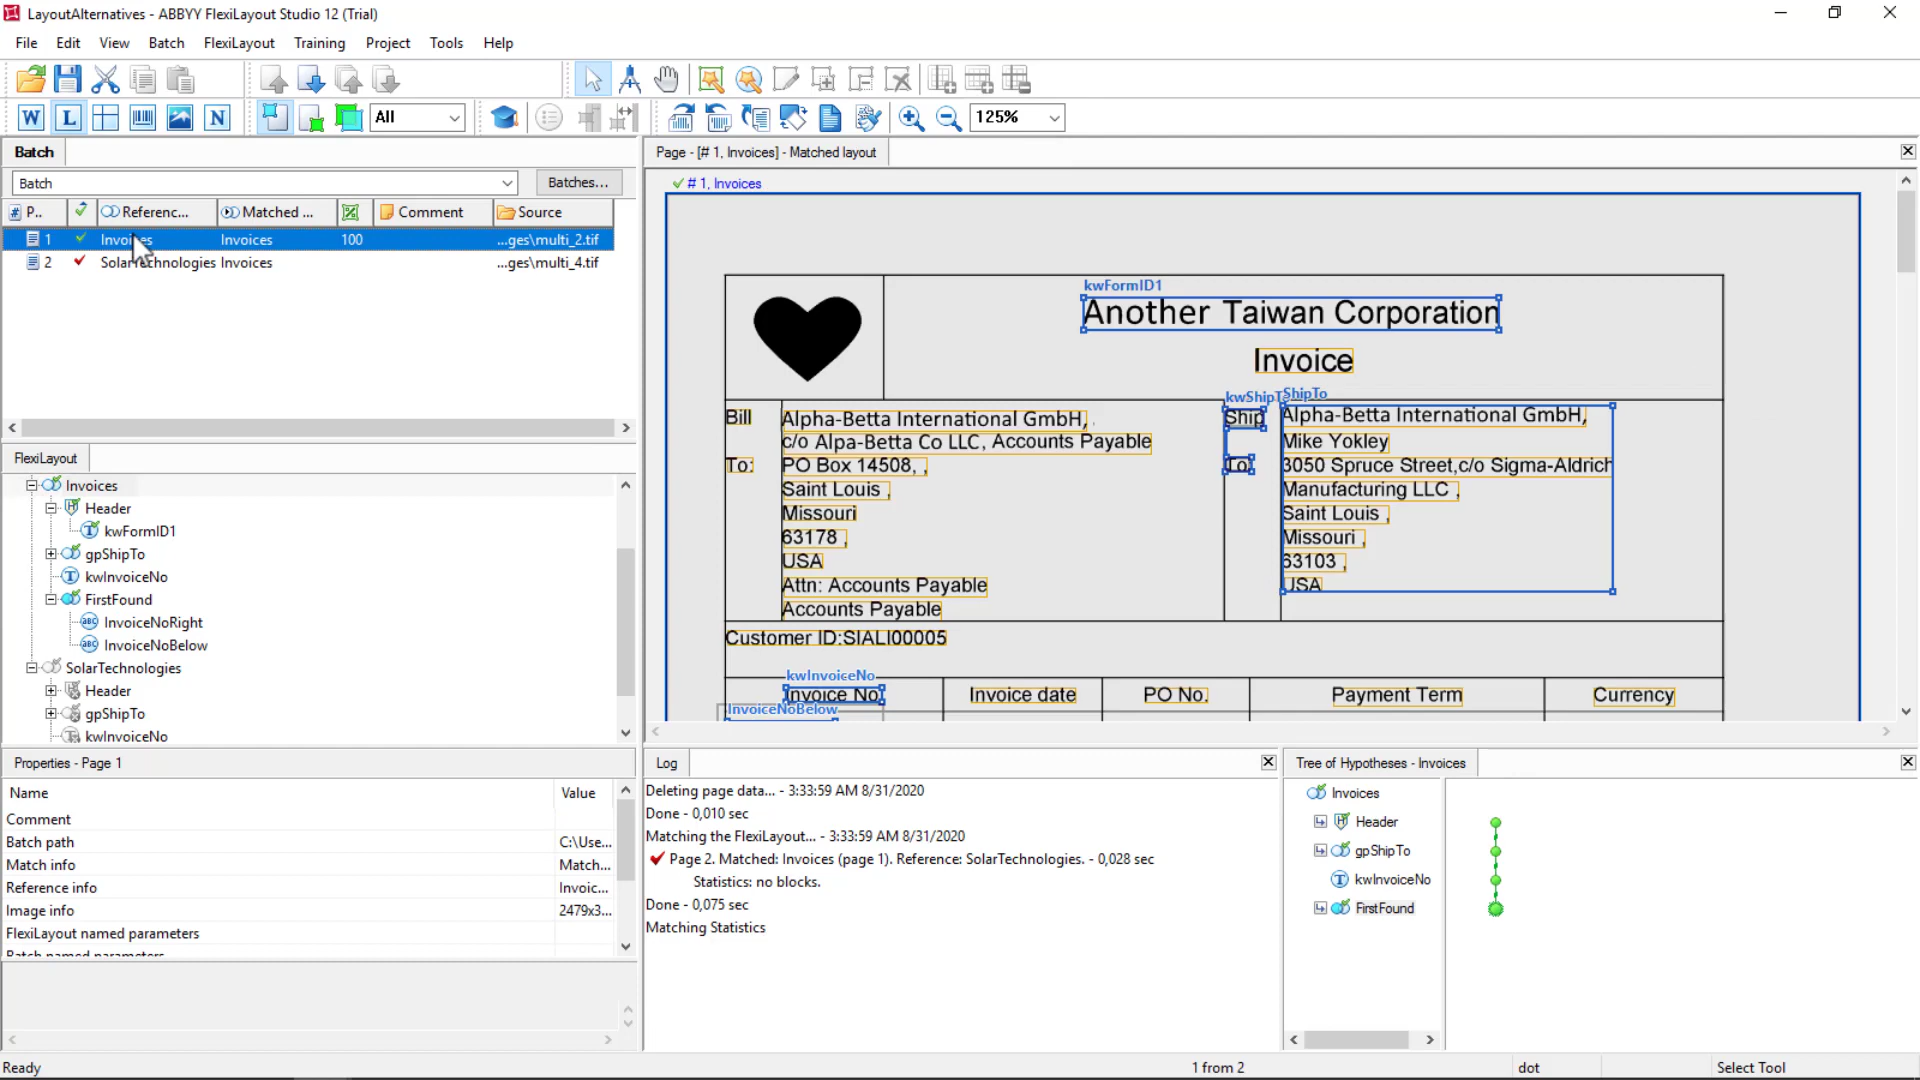 LayoutAlternatives - ABBYY FlexiLayout Studio 12 (Trial)
File Edit View Batch FlexiLayout Training Project Tools Help
W L N All 125%
Batch
Page - [# 1, Invoices] - Matched layout
Batch Batches...
# P.. Referenc... Matched ... Comment Source
1 Invoices Invoices 100 ...ges\multi_2.tif
2 SolarTechnologies Invoices ...ges\multi_4.tif
# 1, Invoices
kwFormID1
Another Taiwan Corporation
Invoice
ShipTo
Bill
To:
Alpha-Betta International GmbH, ,
c/o Alpa-Betta Co LLC, Accounts Payable
PO Box 14508, ,
Saint Louis ,
Missouri
63178 ,
USA
Attn: Accounts Payable
Accounts Payable
Ship
To
Alpha-Betta International GmbH,
Mike Yokley
3050 Spruce Street,c/o Sigma-Aldrich
Manufacturing LLC ,
Saint Louis ,
Missouri ,
63103 ,
USA
Customer ID:SIALI00005
kwInvoiceNo
Invoice No. Invoice date PO No. Payment Term Currency
InvoiceNoBelow
FlexiLayout
Invoices
Header
kwFormID1
gpShipTo
kwInvoiceNo
FirstFound
InvoiceNoRight
InvoiceNoBelow
SolarTechnologies
Header
gpShipTo
kwInvoiceNo
Properties - Page 1
Name Value
Comment
Batch path C:\Use...
Match info Match...
Reference info Invoic...
Image info 2479x3...
FlexiLayout named parameters
Batch named parameters
Log
Deleting page data... - 3:33:59 AM 8/31/2020
Done - 0,010 sec
Matching the FlexiLayout... - 3:33:59 AM 8/31/2020
Page 2. Matched: Invoices (page 1). Reference: SolarTechnologies. - 0,028 sec
Statistics: no blocks.
Done - 0,075 sec
Matching Statistics
Tree of Hypotheses - Invoices
Invoices
Header
gpShipTo
kwInvoiceNo
FirstFound
Ready 1 from 2 dot Select Tool